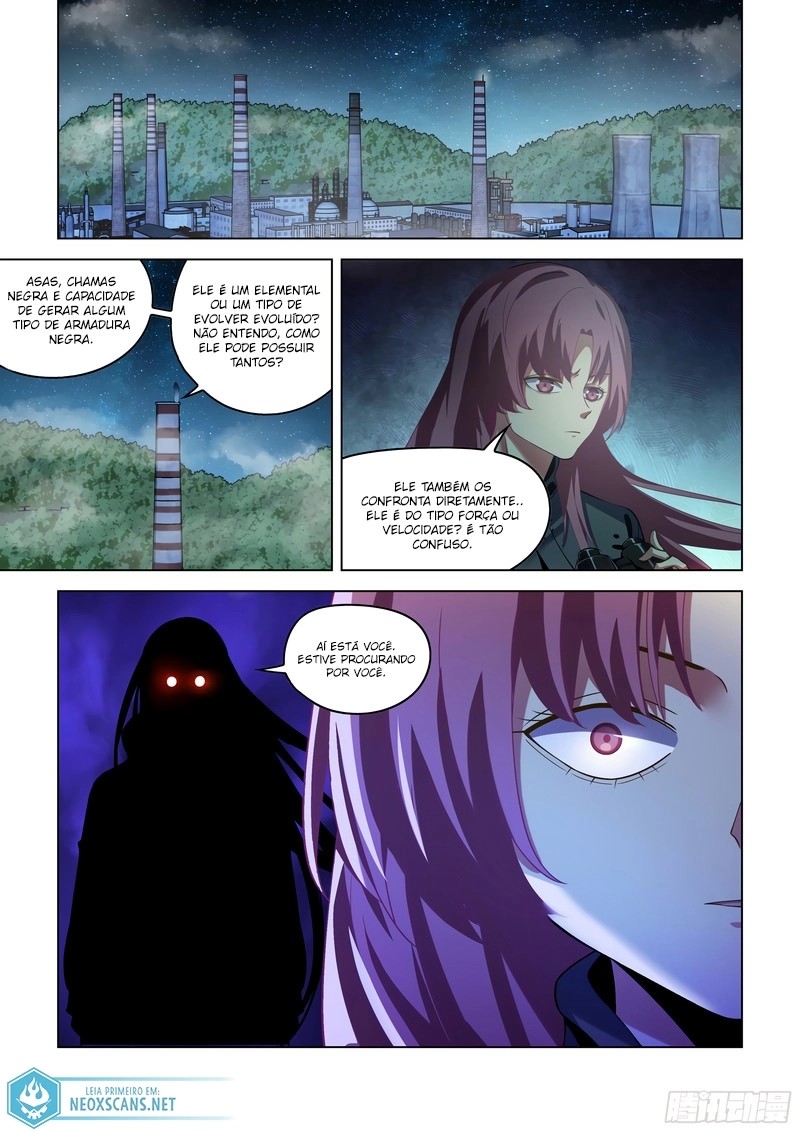 ASAS, CHAMAS
NEGRA E CAPACIDADE
DE GERAR ALGUM
TIPO DE ARMADURA
NEGRA.
ELE É UM ELEMENTAL
OU UM TIPO DE
EVOLVER EVOLUÍDO?
NÃO ENTENDO, COMO
ELE PODE POSSUIR
TANTOS?
ELE TAMBÉM OS
CONFRONTA DIRETAMENTE..
ELE É DO TIPO FORÇA OU
VELOCIDADE? É TÃO
CONFUSO.
AÍ ESTÁ VOCÊ.
ESTIVE PROCURANDO
POR VOCÊ.
LEIA PRIMEIRO EM:
NEOXSCANS.NET
腾讯动漫